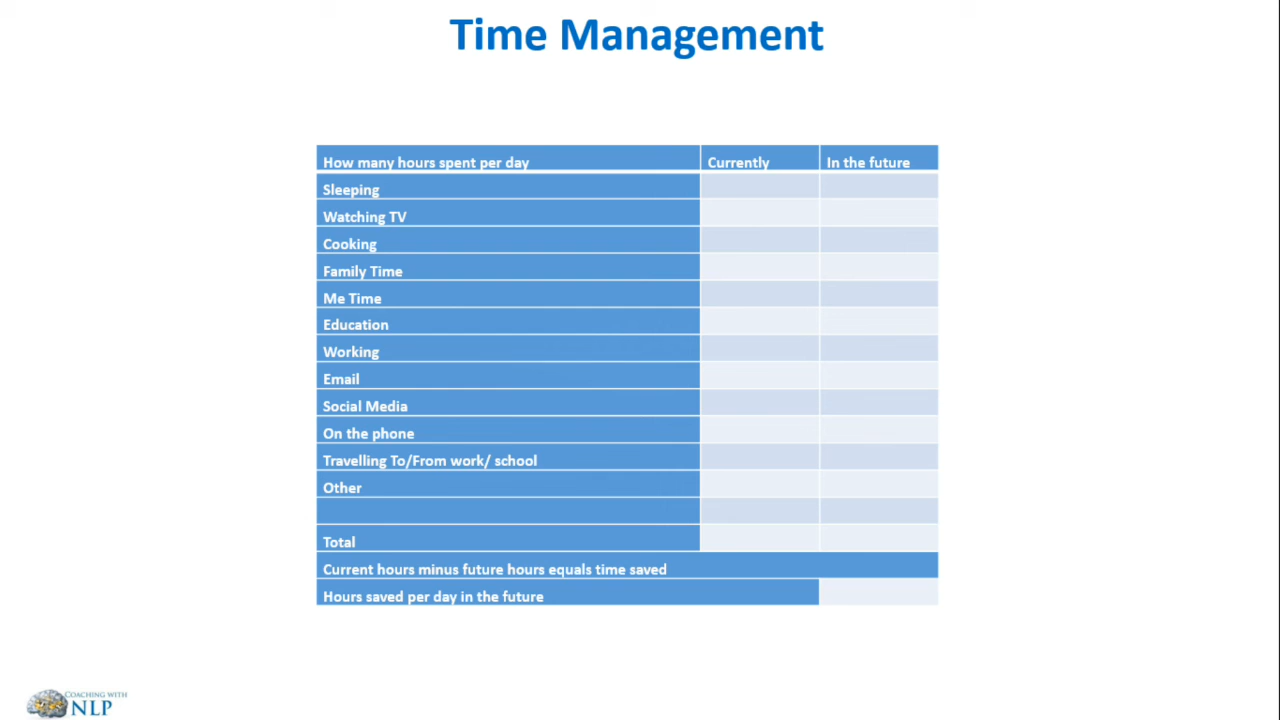 Time Management
How many hours spent per day Currently In the future
Sleeping
Watching TV
Cooking
Family Time
Me Time
Education
Working
Email
Social Media
On the phone
Travelling To/From work/ school
Other
Total
Current hours minus future hours equals time saved
Hours saved per day in the future
COACHING WITH
NLP